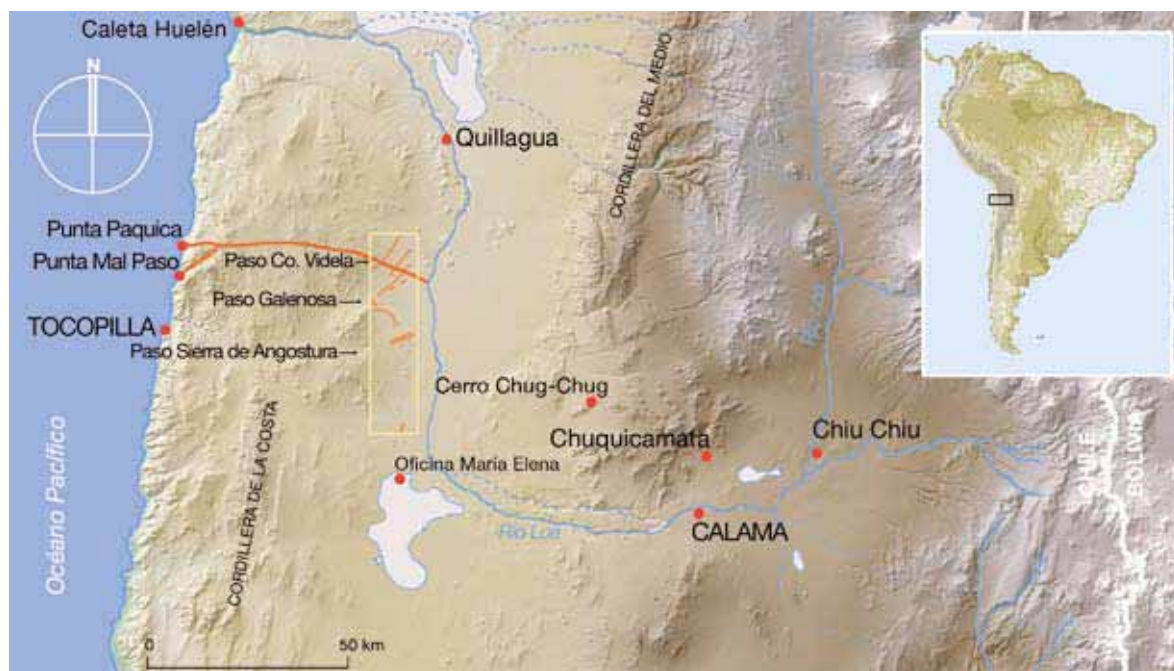 Caleta Huelén
N
Quillagua
CORDILLERA DEL MEDIO
Punta Paquica
Punta Mal Paso
Paso Co. Videla
Paso Galenosa
TOCOPILLA
Paso Sierra de Angostura
Río Loa
Cerro Chug-Chug
Chuquicamata
Chiu Chiu
Oficina María Elena
CALAMA
Río Loa
Océano Pacífico
CORDILLERA DE LA COSTA
CHILE
BOLIVIA
0
50 km